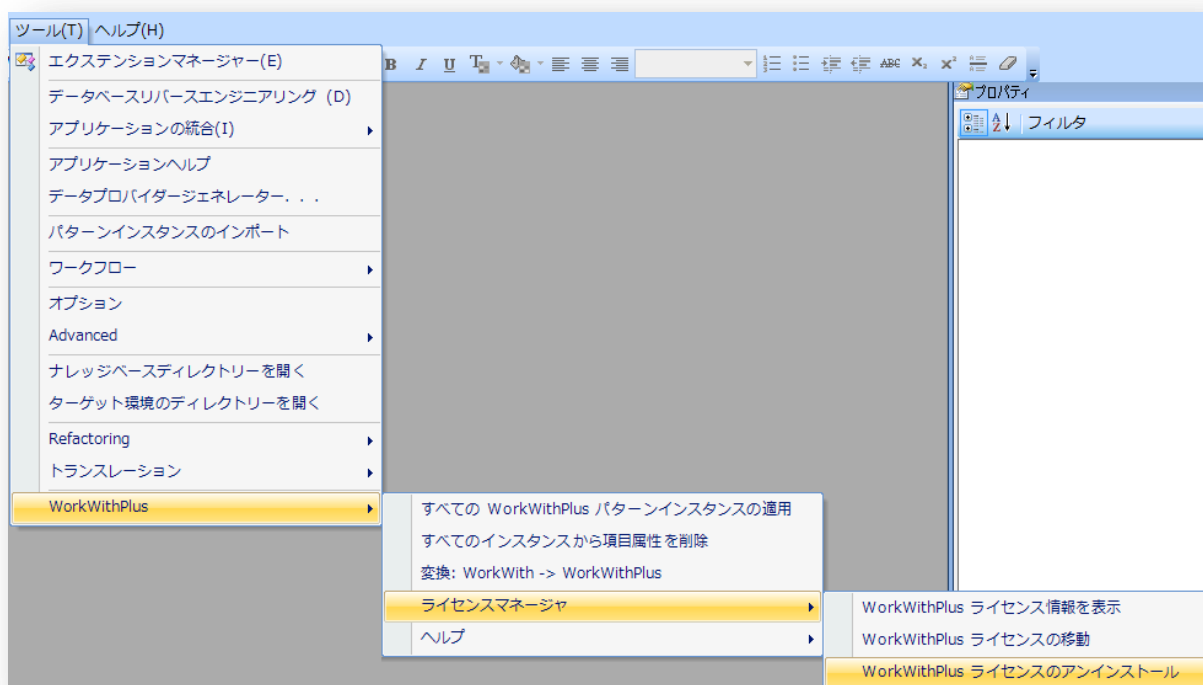 ツール(T) ヘルプ(H)
エクステンションマネージャー(E)
B I U T ABC X₂ x²
データベースリバースエンジニアリング (D)
プロパティ
アプリケーションの統合(I)
フィルタ
アプリケーションヘルプ
データプロバイダージェネレーター. . .
パターンインスタンスのインポート
ワークフロー
オプション
Advanced
ナレッジベースディレクトリーを開く
ターゲット環境のディレクトリーを開く
Refactoring
トランスレーション
WorkWithPlus
すべての WorkWithPlus パターンインスタンスの適用
すべてのインスタンスから項目属性を削除
変換: WorkWith -> WorkWithPlus
ライセンスマネージャ
ヘルプ
WorkWithPlus ライセンス情報を表示
WorkWithPlus ライセンスの移動
WorkWithPlus ライセンスのアンインストール